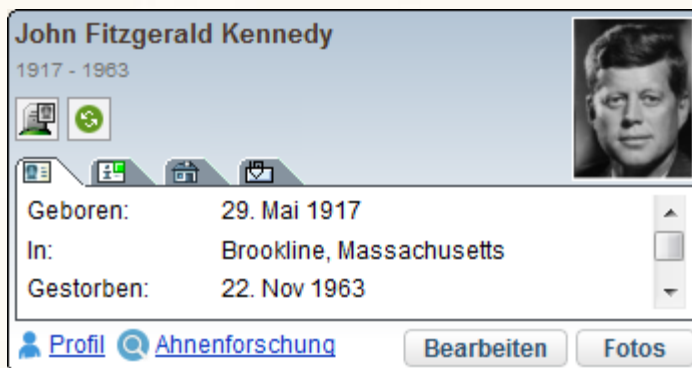 John Fitzgerald Kennedy
1917 - 1963
Geboren: 29. Mai 1917
In: Brookline, Massachusetts
Gestorben: 22. Nov 1963
Profil Ahnenforschung Bearbeiten Fotos